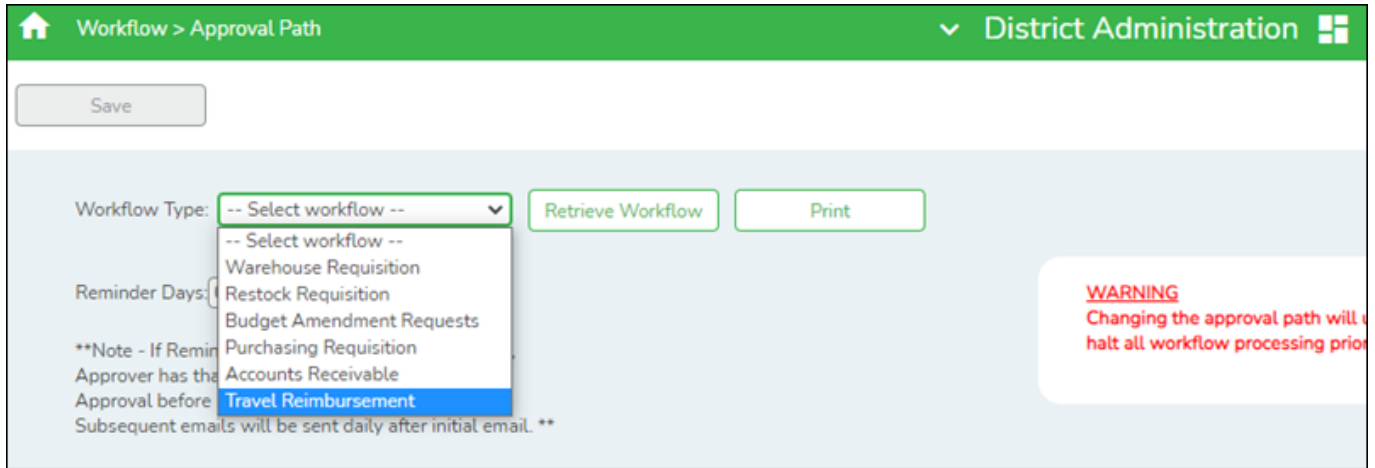 Workflow > Approval Path
District Administration
Save
Workflow Type: -- Select workflow --
Retrieve Workflow
Print
-- Select workflow --
Warehouse Requisition
Restock Requisition
Budget Amendment Requests
Purchasing Requisition
Accounts Receivable
Travel Reimbursement
Reminder Days:
**Note - If Remin
Approver has tha
Approval before
Subsequent emails will be sent daily after initial email. **
WARNING
Changing the approval path will
halt all workflow processing prior